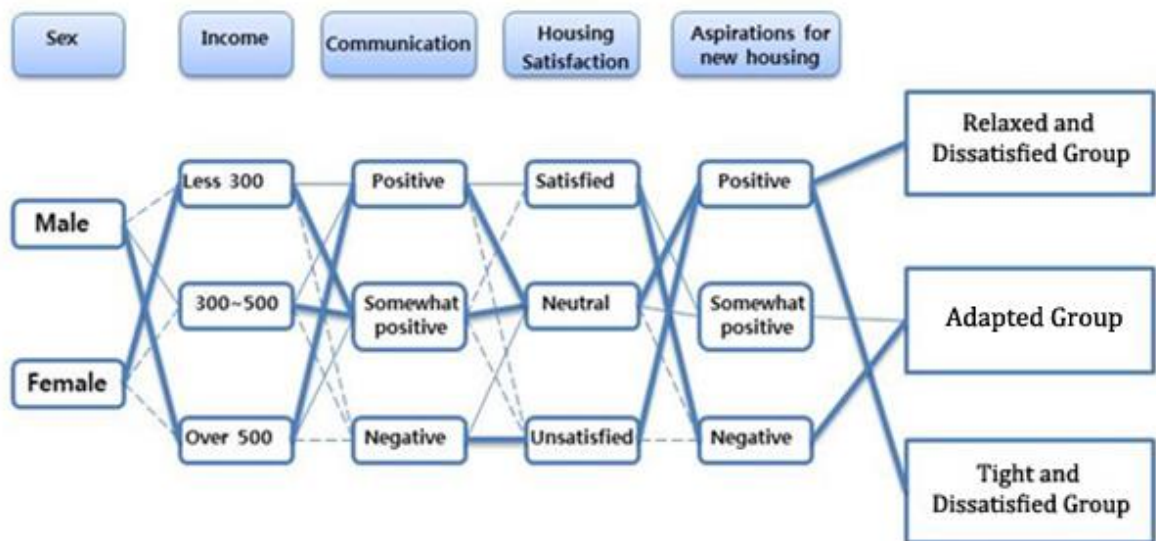 Sex
Income
Communication
Housing
Satisfaction
Aspirations for
new housing
Relaxed and
Dissatisfied Group
Less 300
Positive
Satisfied
Positive
Male
300~500
Somewhat
positive
Neutral
Somewhat
positive
Adapted Group
Female
Over 500
Negative
Unsatisfied
Negative
Tight and
Dissatisfied Group